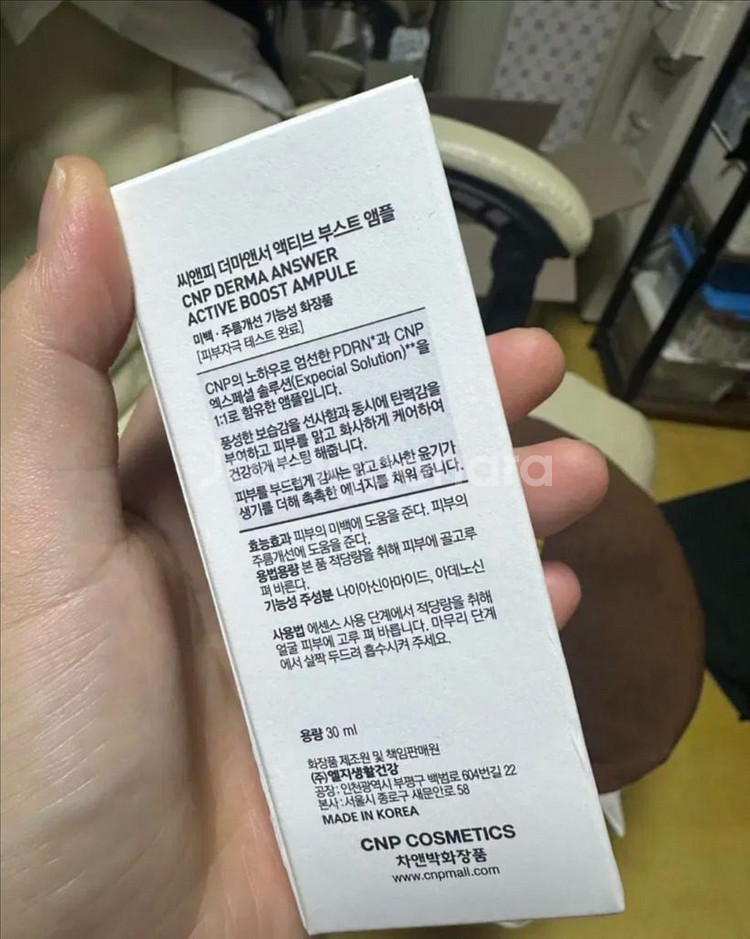 씨앤피 더마앤서 액티브 부스트 앰플
CNP DERMA ANSWER
ACTIVE BOOST AMPULE
미백·주름개선 기능성 화장품
[피부자극 테스트 완료]
CNP의 노하우로 엄선한 PDRN*과 CNP
엑스페셜 솔루션(Expecial Solution)**을
1:1로 함유한 앰플입니다.
풍성한 보습감을 선사함과 동시에 탄력감을
부여하고 피부를 맑고 화사하게 케어하여
건강하게 부스팅 해줍니다.
피부를 부드럽게 감싸는 맑고 화사한 윤기가
생기를 더해 촉촉한 에너지를 채워 줍니다.
효능효과 피부의 미백에 도움을 준다. 피부의
주름개선에 도움을 준다.
용법용량 본 품 적당량을 취해 피부에 골고루
펴 바른다.
기능성 주성분 나이아신아마이드, 아데노신
사용법 에센스 사용 단계에서 적당량을 취해
얼굴 피부에 고루 펴 바릅니다. 마무리 단계
에서 살짝 두드려 흡수시켜 주세요.
용량 30 ml
화장품 제조원 및 책임판매원
(주)엘지생활건강
공장 : 인천광역시 부평구 백범로 604번길 22
본사 : 서울시 종로구 새문안로 58
MADE IN KOREA
CNP COSMETICS
차앤박화장품
www.cnpmall.com